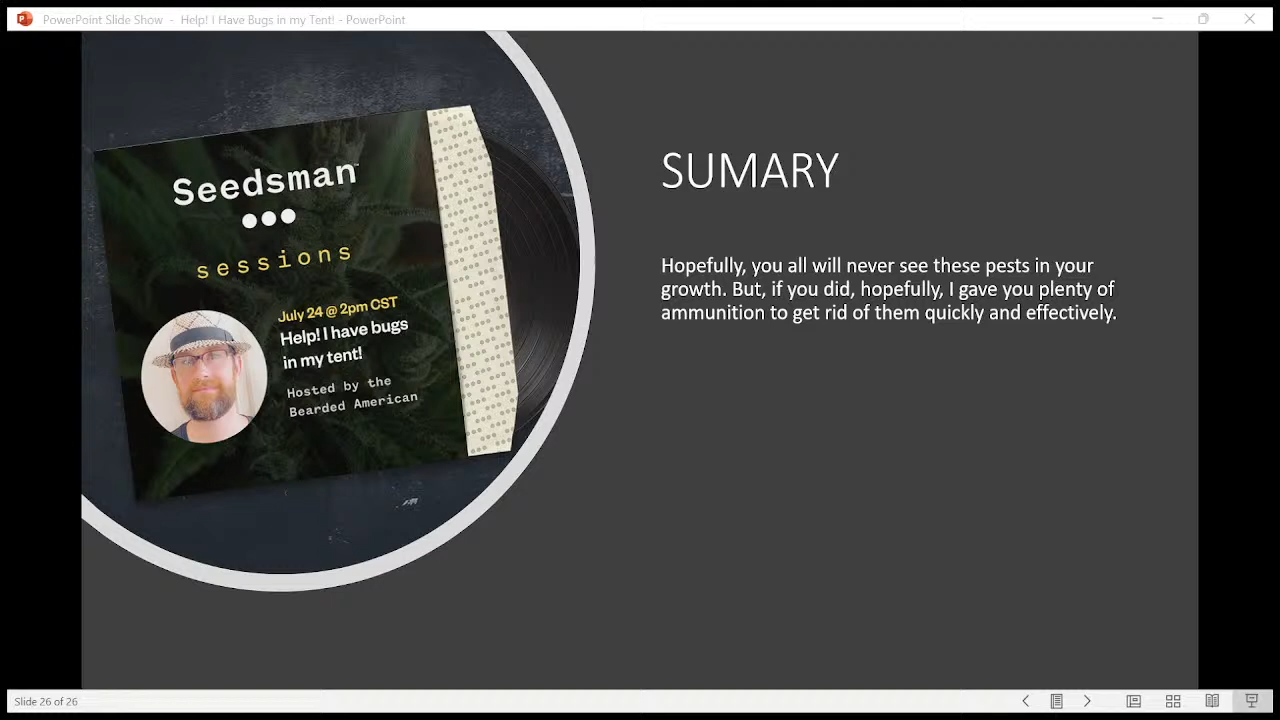 PowerPoint Slide Show - Help! I Have Bugs in my Tent! - PowerPoint
Seedsman™
sessions
July 24 @ 2pm CST
Help! I have bugs
in my tent!
Hosted by the
Bearded American
SUMARY
Hopefully, you all will never see these pests in your
growth. But, if you did, hopefully, I gave you plenty of
ammunition to get rid of them quickly and effectively.
Slide 26 of 26